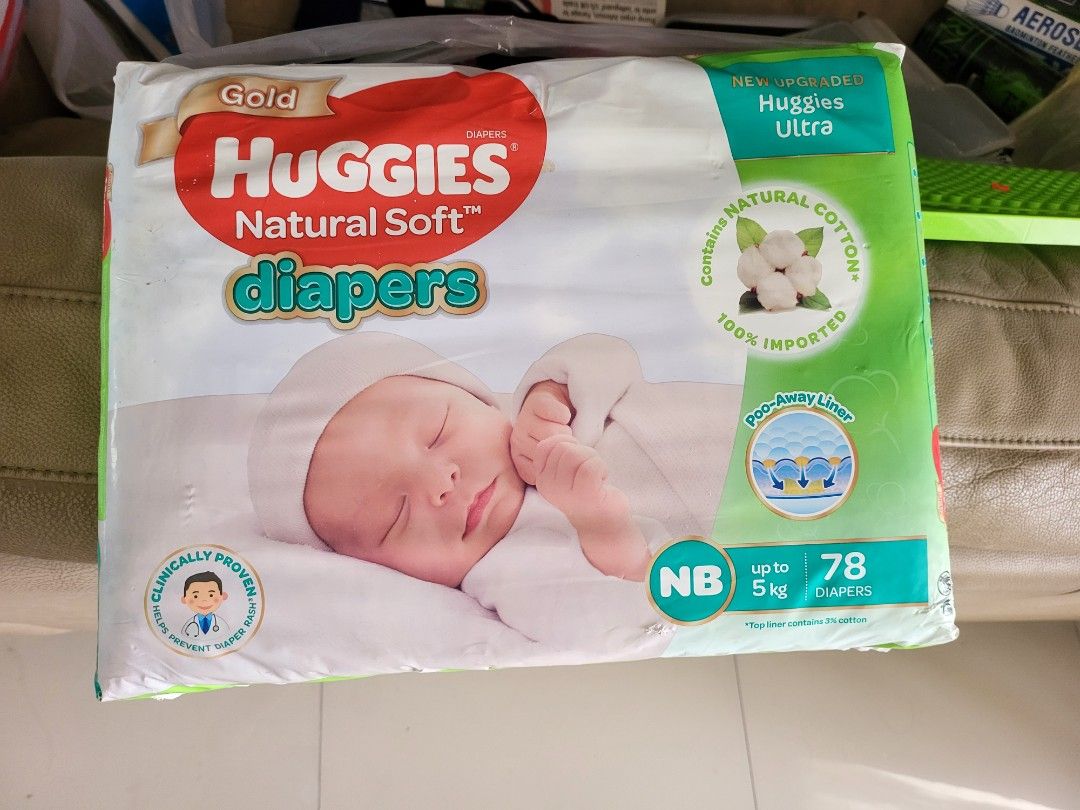 Gold
DIAPERS
HUGGIES®
Natural Soft™
diapers
NEW UPGRADED
Huggies
Ultra
Contains NATURAL COTTON*
100% IMPORTED
Poo-Away Liner
NB
up to
5 kg
78
DIAPERS
*Top liner contains 3% cotton
CLINICALLY PROVEN
HELPS PREVENT DIAPER RASH